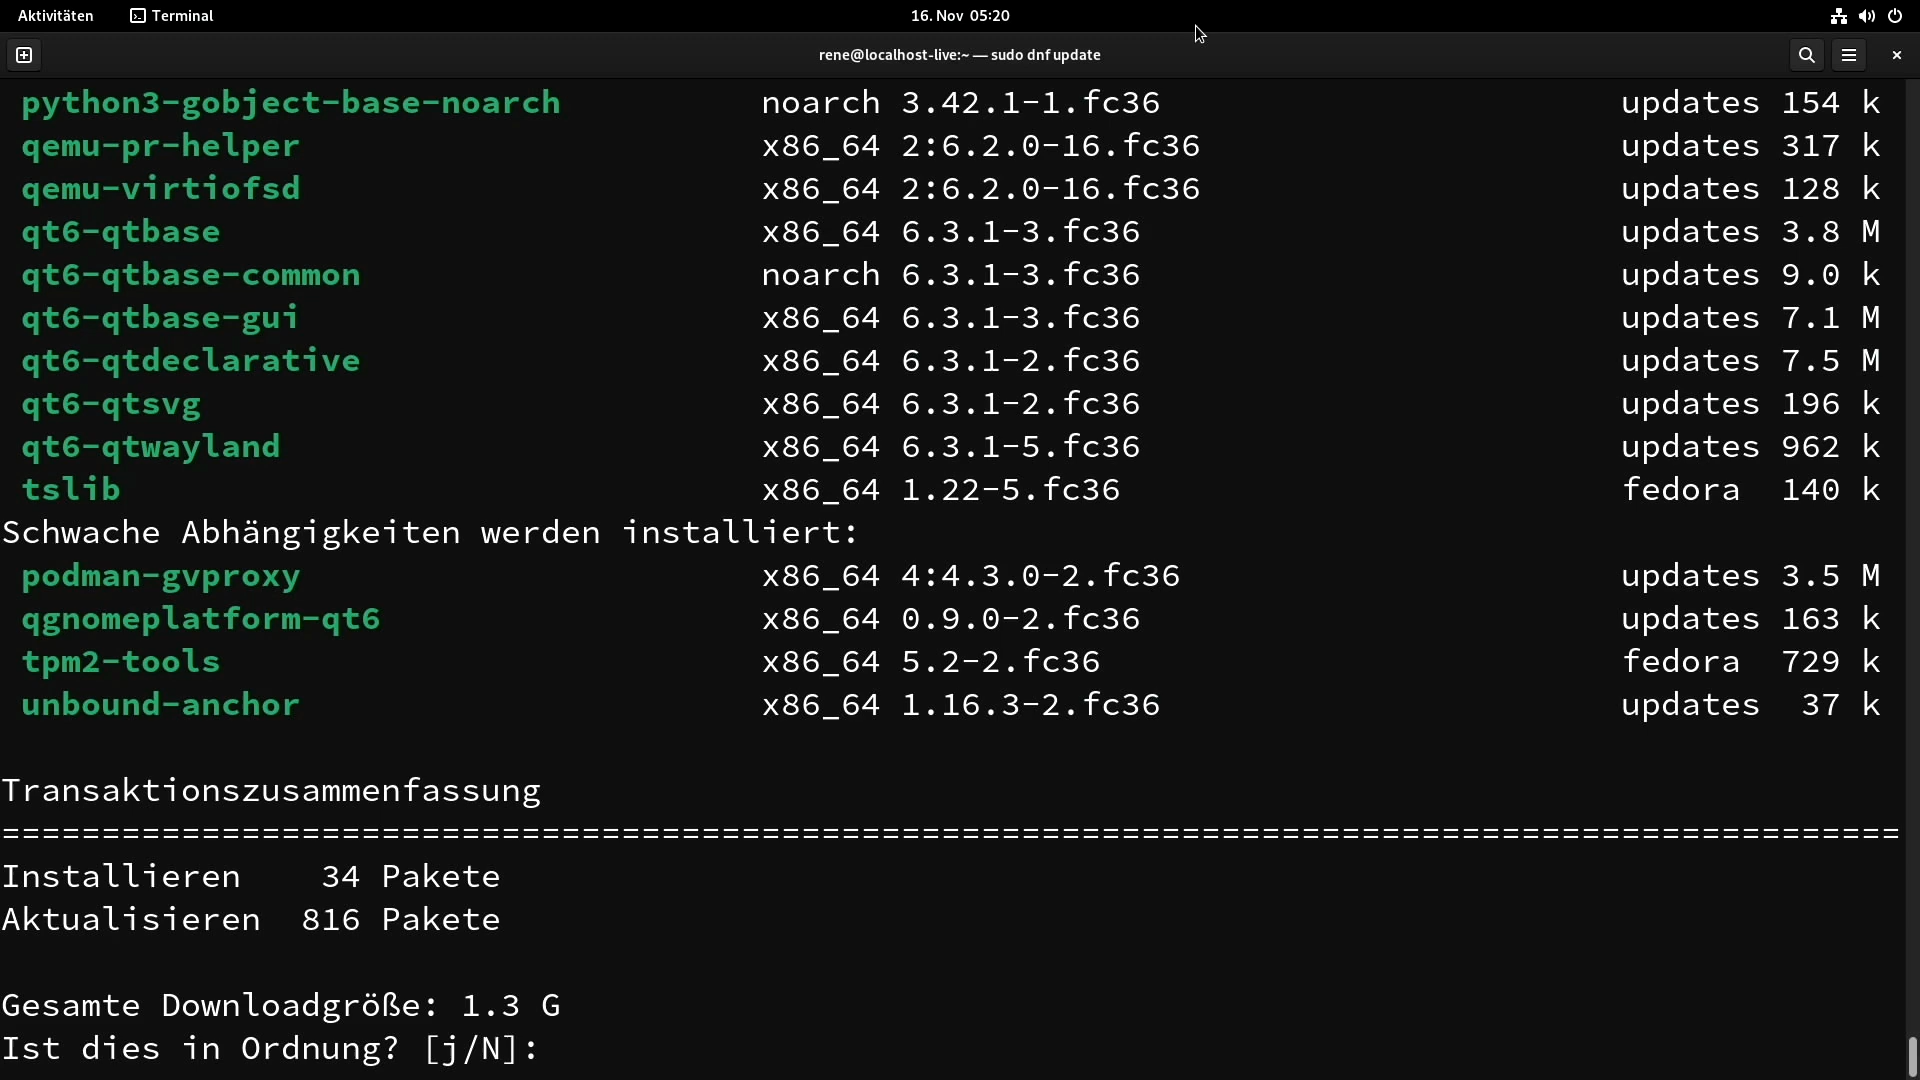 Aktivitäten Terminal 16. Nov 05:20
rene@localhost-live:~ — sudo dnf update
python3-gobject-base-noarch noarch 3.42.1-1.fc36 updates 154 k
qemu-pr-helper x86_64 2:6.2.0-16.fc36 updates 317 k
qemu-virtiofsd x86_64 2:6.2.0-16.fc36 updates 128 k
qt6-qtbase x86_64 6.3.1-3.fc36 updates 3.8 M
qt6-qtbase-common noarch 6.3.1-3.fc36 updates 9.0 k
qt6-qtbase-gui x86_64 6.3.1-3.fc36 updates 7.1 M
qt6-qtdeclarative x86_64 6.3.1-2.fc36 updates 7.5 M
qt6-qtsvg x86_64 6.3.1-2.fc36 updates 196 k
qt6-qtwayland x86_64 6.3.1-5.fc36 updates 962 k
tslib x86_64 1.22-5.fc36 fedora 140 k
Schwache Abhängigkeiten werden installiert:
podman-gvproxy x86_64 4:4.3.0-2.fc36 updates 3.5 M
qgnomeplatform-qt6 x86_64 0.9.0-2.fc36 updates 163 k
tpm2-tools x86_64 5.2-2.fc36 fedora 729 k
unbound-anchor x86_64 1.16.3-2.fc36 updates 37 k
Transaktionszusammenfassung
===============================================================================================
Installieren 34 Pakete
Aktualisieren 816 Pakete
Gesamte Downloadgröße: 1.3 G
Ist dies in Ordnung? [j/N]: